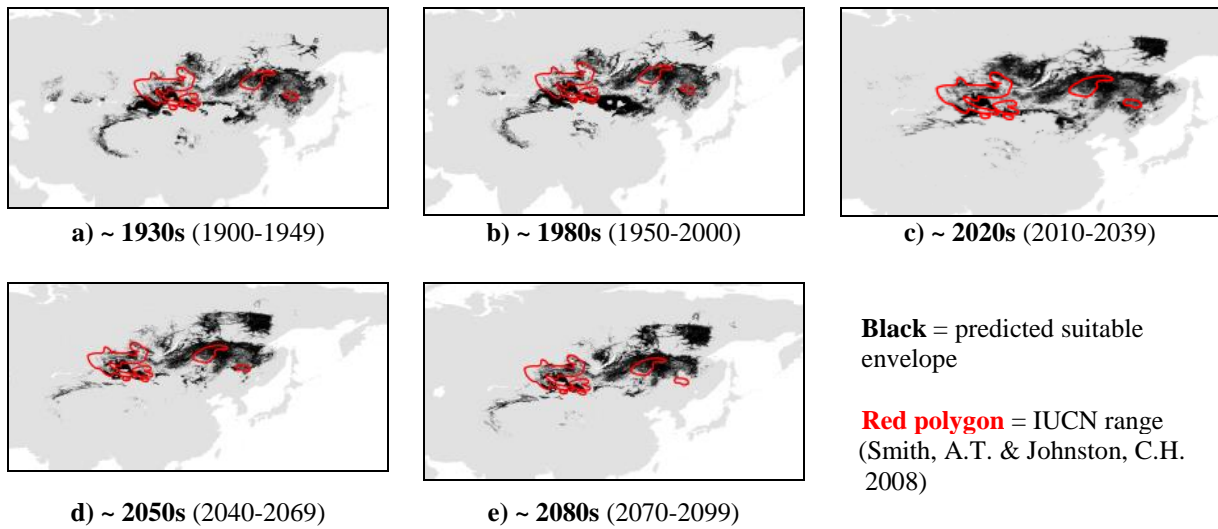 a) ~ 1930s (1900-1949)
b) ~ 1980s (1950-2000)
c) ~ 2020s (2010-2039)
Black = predicted suitable
envelope
Red polygon = IUCN range
(Smith, A.T. & Johnston, C.H.
2008)
d) ~ 2050s (2040-2069)
e) ~ 2080s (2070-2099)